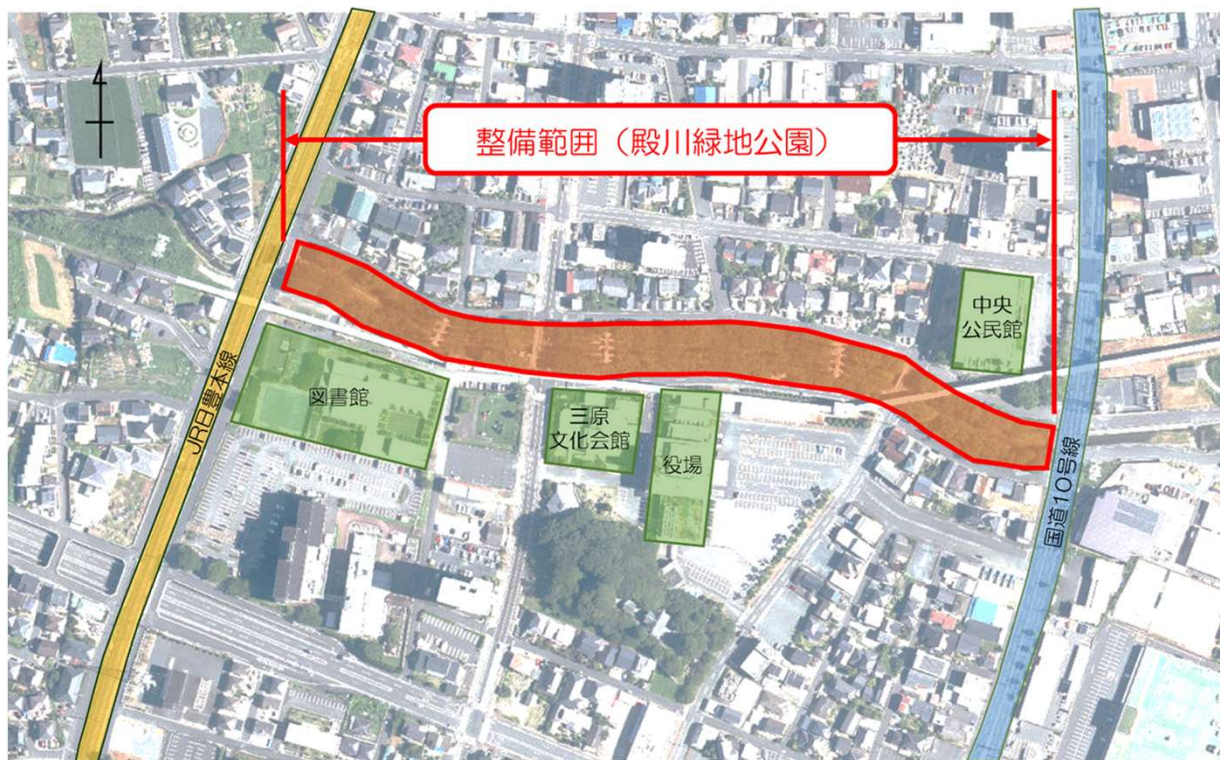 整備範囲（殿川緑地公園）
中央
公民館
図書館
三原
文化会館
役場
JR日豊本線
国道10号線